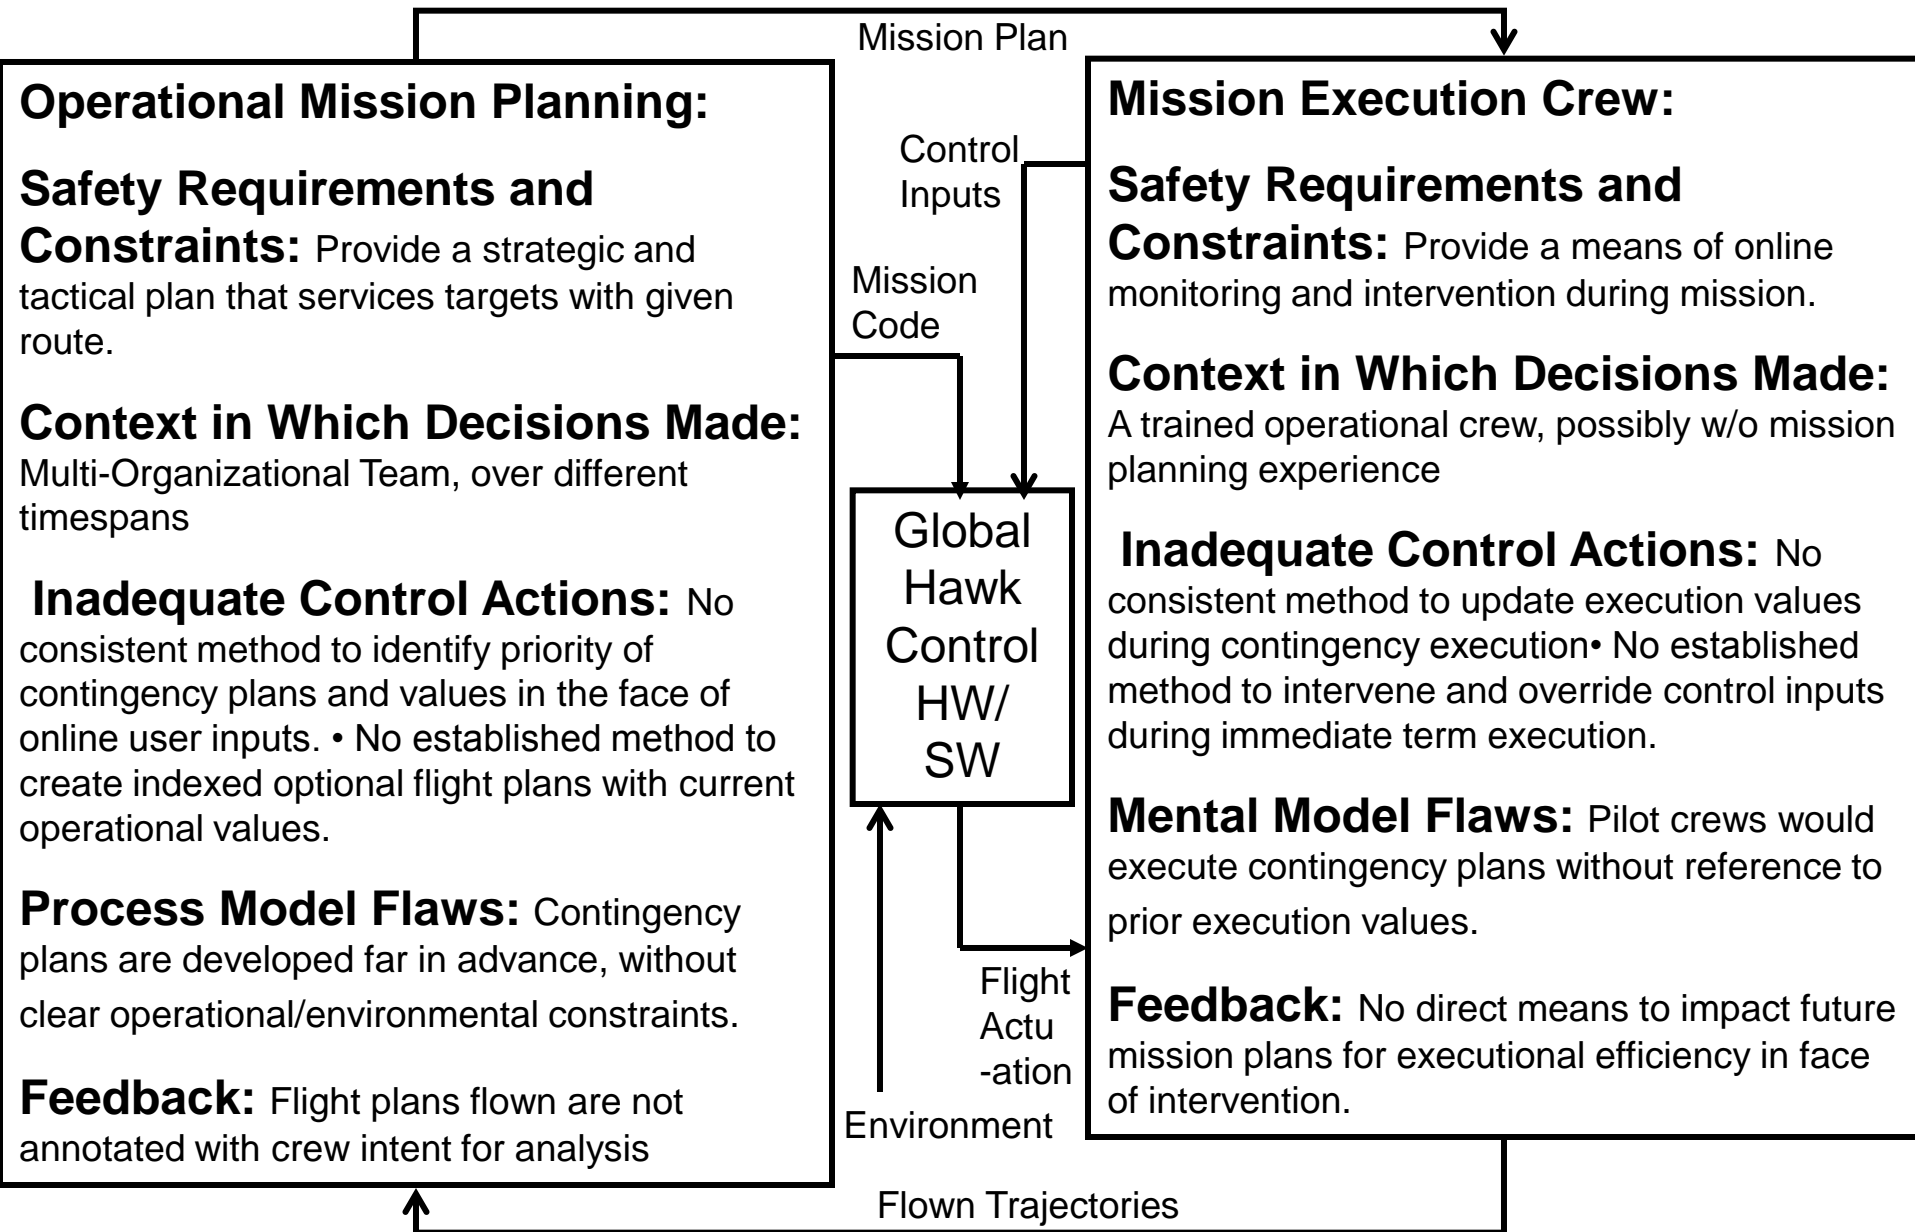 Mission Plan
Operational Mission Planning:
Safety Requirements and
Constraints: Provide a strategic and
tactical plan that services targets with given
route.
Context in Which Decisions Made:
Multi-Organizational Team, over different
timespans
Inadequate Control Actions: No
consistent method to identify priority of
contingency plans and values in the face of
online user inputs. • No established method to
create indexed optional flight plans with current
operational values.
Process Model Flaws: Contingency
plans are developed far in advance, without
clear operational/environmental constraints.
Feedback: Flight plans flown are not
annotated with crew intent for analysis
Control
Inputs
Mission
Code
Global
Hawk
Control
HW/
SW
Flight
Actu
-ation
Environment
Mission Execution Crew:
Safety Requirements and
Constraints: Provide a means of online
monitoring and intervention during mission.
Context in Which Decisions Made:
A trained operational crew, possibly w/o mission
planning experience
Inadequate Control Actions: No
consistent method to update execution values
during contingency execution• No established
method to intervene and override control inputs
during immediate term execution.
Mental Model Flaws: Pilot crews would
execute contingency plans without reference to
prior execution values.
Feedback: No direct means to impact future
mission plans for executional efficiency in face
of intervention.
Flown Trajectories